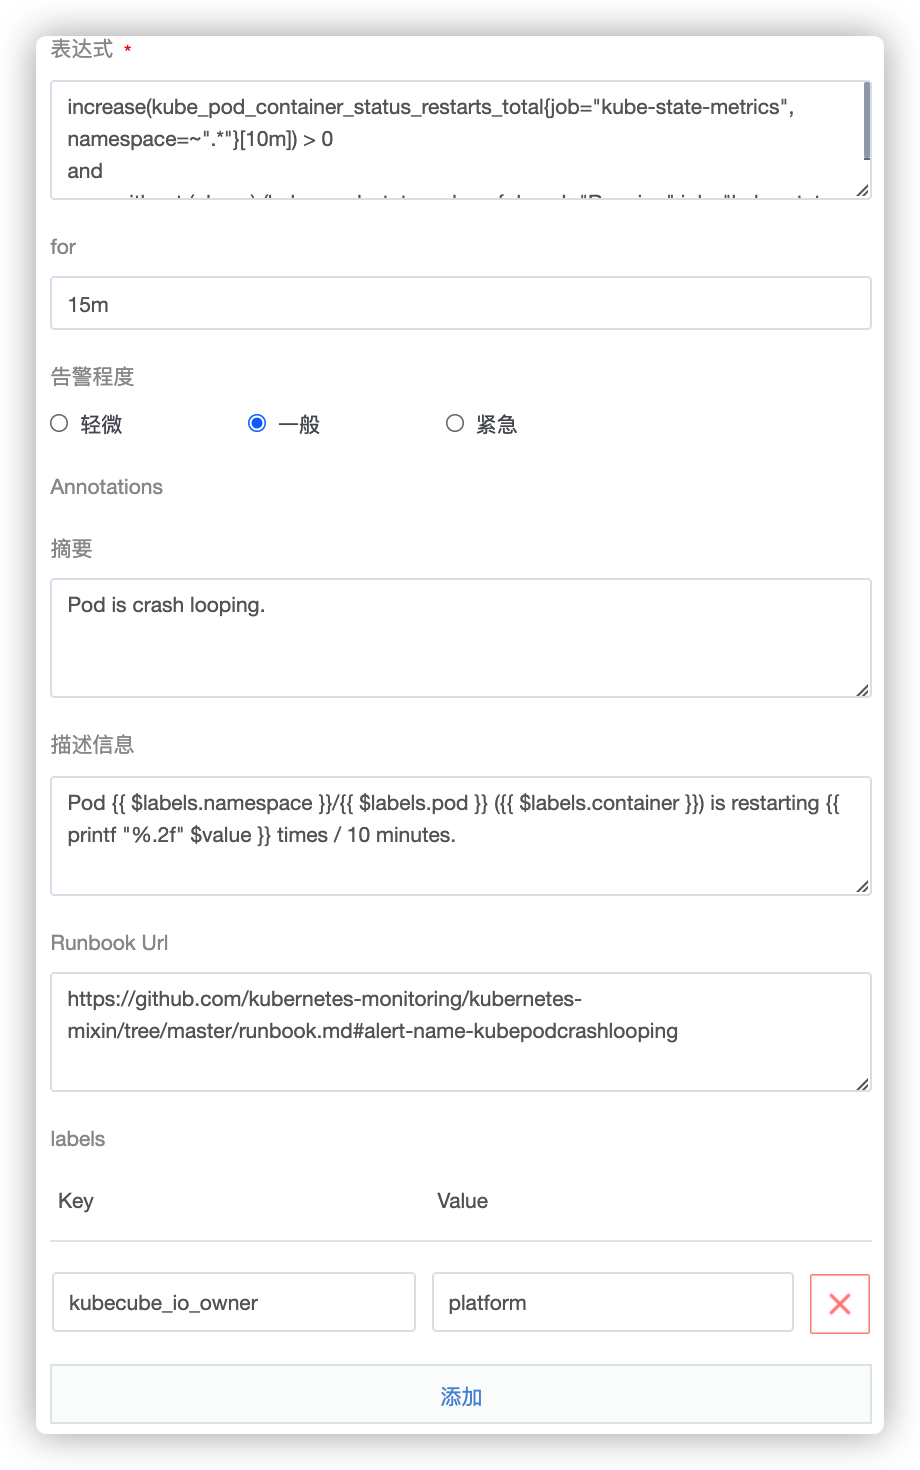 表达式 *
increase(kube_pod_container_status_restarts_total{job="kube-state-metrics",
namespace=~".*"}[10m]) > 0
and
for
15m
告警程度
轻微 一般 紧急
Annotations
摘要
Pod is crash looping.
描述信息
Pod {{ $labels.namespace }}/{{ $labels.pod }} ({{ $labels.container }}) is restarting {{
printf "%.2f" $value }} times / 10 minutes.
Runbook Url
https://github.com/kubernetes-monitoring/kubernetes-
mixin/tree/master/runbook.md#alert-name-kubepodcrashlooping
labels
Key Value
kubecube_io_owner platform
添加